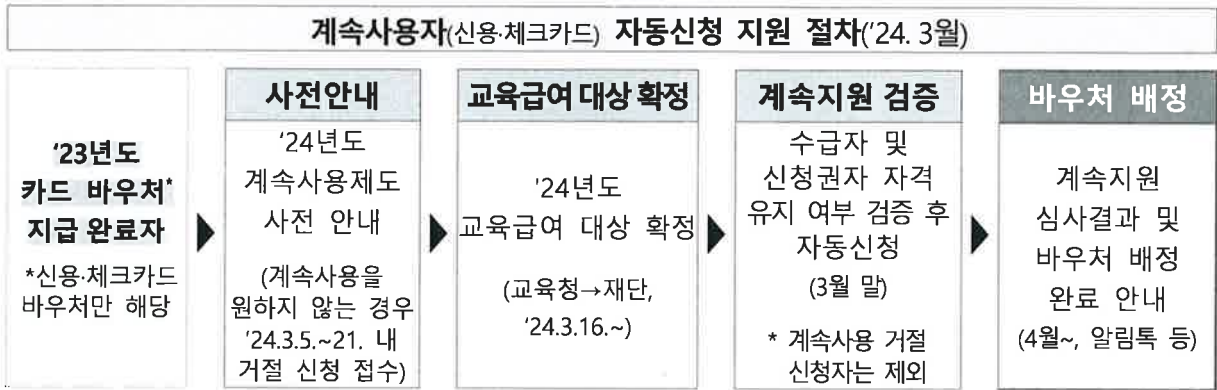 계속사용자(신용·체크카드) 자동신청 지원 절차('24. 3월)
'23년도
카드 바우처*
지급 완료자
*신용·체크카드
바우처만 해당
사전안내
'24년도
계속사용제도
사전 안내
(계속사용을
원하지 않는 경우
'24.3.5.~21. 내
거절 신청 접수)
교육급여 대상 확정
'24년도
교육급여 대상 확정
(교육청→재단,
'24.3.16.~)
계속지원 검증
수급자 및
신청권자 자격
유지 여부 검증 후
자동신청
(3월 말)
* 계속사용 거절
신청자는 제외
바우처 배정
계속지원
심사결과 및
바우처 배정
완료 안내
(4월~, 알림톡 등)